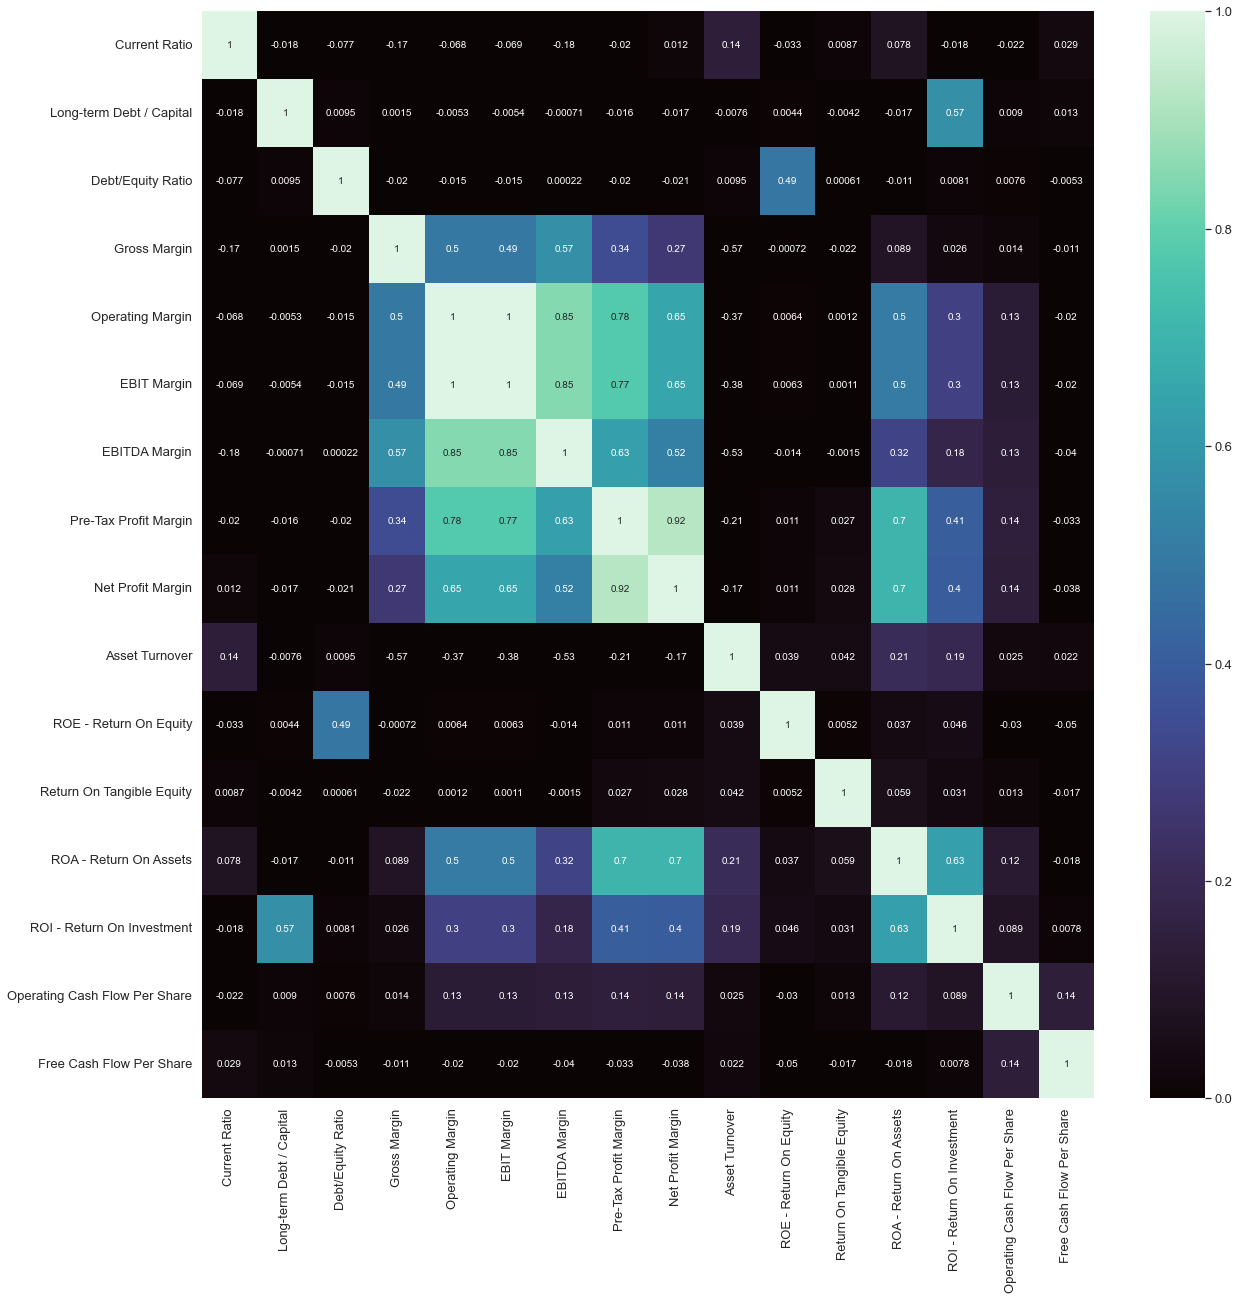 Current Ratio 1 -0.018 -0.077 -0.17 -0.068 -0.069 -0.18 -0.02 0.012 0.14 -0.033 0.0087 0.078 -0.018 -0.022 0.029
Long-term Debt / Capital -0.018 1 0.0095 0.0015 -0.0053 -0.0054 -0.00071 -0.016 -0.017 -0.0076 0.0044 -0.0042 -0.017 0.57 0.009 0.013
Debt/Equity Ratio -0.077 0.0095 1 -0.02 -0.015 -0.015 0.00022 -0.02 -0.021 0.0095 0.49 0.00061 -0.011 0.0081 0.0076 -0.0053
Gross Margin -0.17 0.0015 -0.02 1 0.5 0.49 0.57 0.34 0.27 -0.57 -0.00072 -0.022 0.089 0.026 0.014 -0.011
Operating Margin -0.068 -0.0053 -0.015 0.5 1 1 0.85 0.78 0.65 -0.37 0.0064 0.0012 0.5 0.3 0.13 -0.02
EBIT Margin -0.069 -0.0054 -0.015 0.49 1 1 0.85 0.77 0.65 -0.38 0.0063 0.0011 0.5 0.3 0.13 -0.02
EBITDA Margin -0.18 -0.00071 0.00022 0.57 0.85 0.85 1 0.63 0.52 -0.53 -0.014 -0.0015 0.32 0.18 0.13 -0.04
Pre-Tax Profit Margin -0.02 -0.016 -0.02 0.34 0.78 0.77 0.63 1 0.92 -0.21 0.011 0.027 0.7 0.41 0.14 -0.033
Net Profit Margin 0.012 -0.017 -0.021 0.27 0.65 0.65 0.52 0.92 1 -0.17 0.011 0.028 0.7 0.4 0.14 -0.038
Asset Turnover 0.14 -0.0076 0.0095 -0.57 -0.37 -0.38 -0.53 -0.21 -0.17 1 0.039 0.042 0.21 0.19 0.025 0.022
ROE - Return On Equity -0.033 0.0044 0.49 -0.00072 0.0064 0.0063 -0.014 0.011 0.011 0.039 1 0.0052 0.037 0.046 -0.03 -0.05
Return On Tangible Equity 0.0087 -0.0042 0.00061 -0.022 0.0012 0.0011 -0.0015 0.027 0.028 0.042 0.0052 1 0.059 0.031 0.013 -0.017
ROA - Return On Assets 0.078 -0.017 -0.011 0.089 0.5 0.5 0.32 0.7 0.7 0.21 0.037 0.059 1 0.63 0.12 -0.018
ROI - Return On Investment -0.018 0.57 0.0081 0.026 0.3 0.3 0.18 0.41 0.4 0.19 0.046 0.031 0.63 1 0.089 0.0078
Operating Cash Flow Per Share -0.022 0.009 0.0076 0.014 0.13 0.13 0.13 0.14 0.14 0.025 -0.03 0.013 0.12 0.089 1 0.14
Free Cash Flow Per Share 0.029 0.013 -0.0053 -0.011 -0.02 -0.02 -0.04 -0.033 -0.038 0.022 -0.05 -0.017 -0.018 0.0078 0.14 1
Current Ratio
Long-term Debt / Capital
Debt/Equity Ratio
Gross Margin
Operating Margin
EBIT Margin
EBITDA Margin
Pre-Tax Profit Margin
Net Profit Margin
Asset Turnover
ROE - Return On Equity
Return On Tangible Equity
ROA - Return On Assets
ROI - Return On Investment
Operating Cash Flow Per Share
Free Cash Flow Per Share
1.0
0.8
0.6
0.4
0.2
0.0